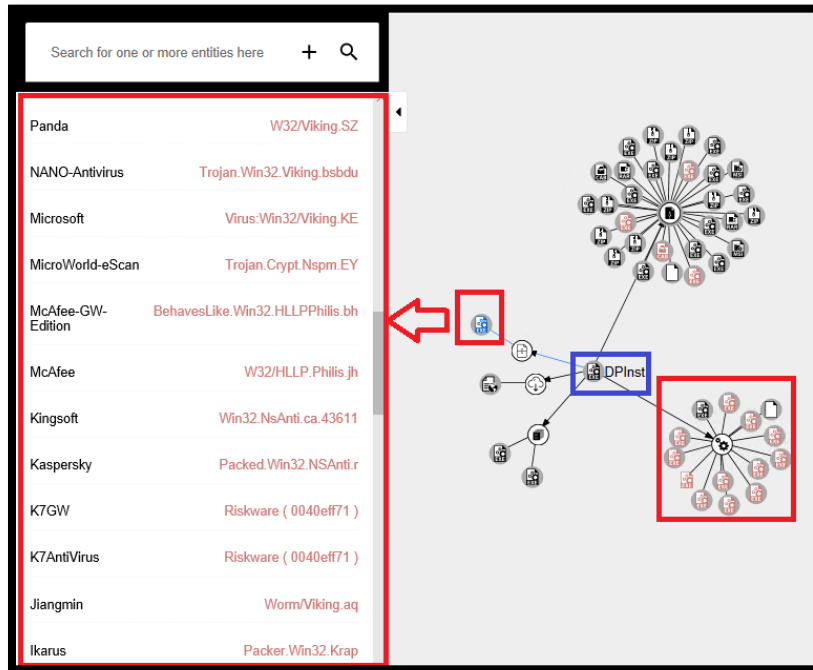 Search for one or more entities here
Panda W32/Viking.SZ
NANO-Antivirus Trojan.Win32.Viking.bsbdu
Microsoft Virus:Win32/Viking.KE
MicroWorld-eScan Trojan.Crypt.Nspm.EY
McAfee-GW-Edition BehavesLike.Win32.HLLPPhilis.bh
McAfee W32/HLLP.Philis.jh
Kingsoft Win32.NsAnti.ca.43611
Kaspersky Packed.Win32.NSAnti.r
K7GW Riskware ( 0040eff71 )
K7AntiVirus Riskware ( 0040eff71 )
Jiangmin Worm/Viking.aq
Ikarus Packer.Win32.Krap
DPInst